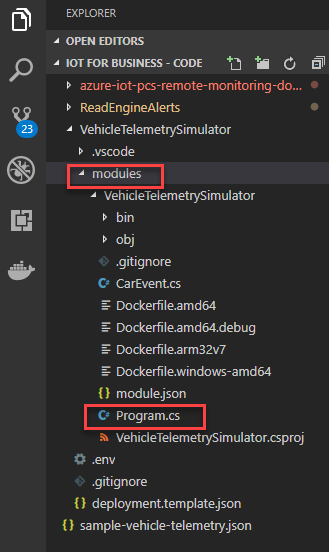 EXPLORER
OPEN EDITORS
IOT FOR BUSINESS - CODE
azure-iot-pcs-remote-monitoring-do...
ReadEngineAlerts
VehicleTelemetrySimulator
.vscode
modules
VehicleTelemetrySimulator
bin
obj
.gitignore
C# CarEvent.cs
Dockerfile.amd64
Dockerfile.amd64.debug
Dockerfile.arm32v7
Dockerfile.windows-amd64
{} module.json
C# Program.cs
VehicleTelemetrySimulator.csproj
.env
.gitignore
{} deployment.template.json
{} sample-vehicle-telemetry.json
23